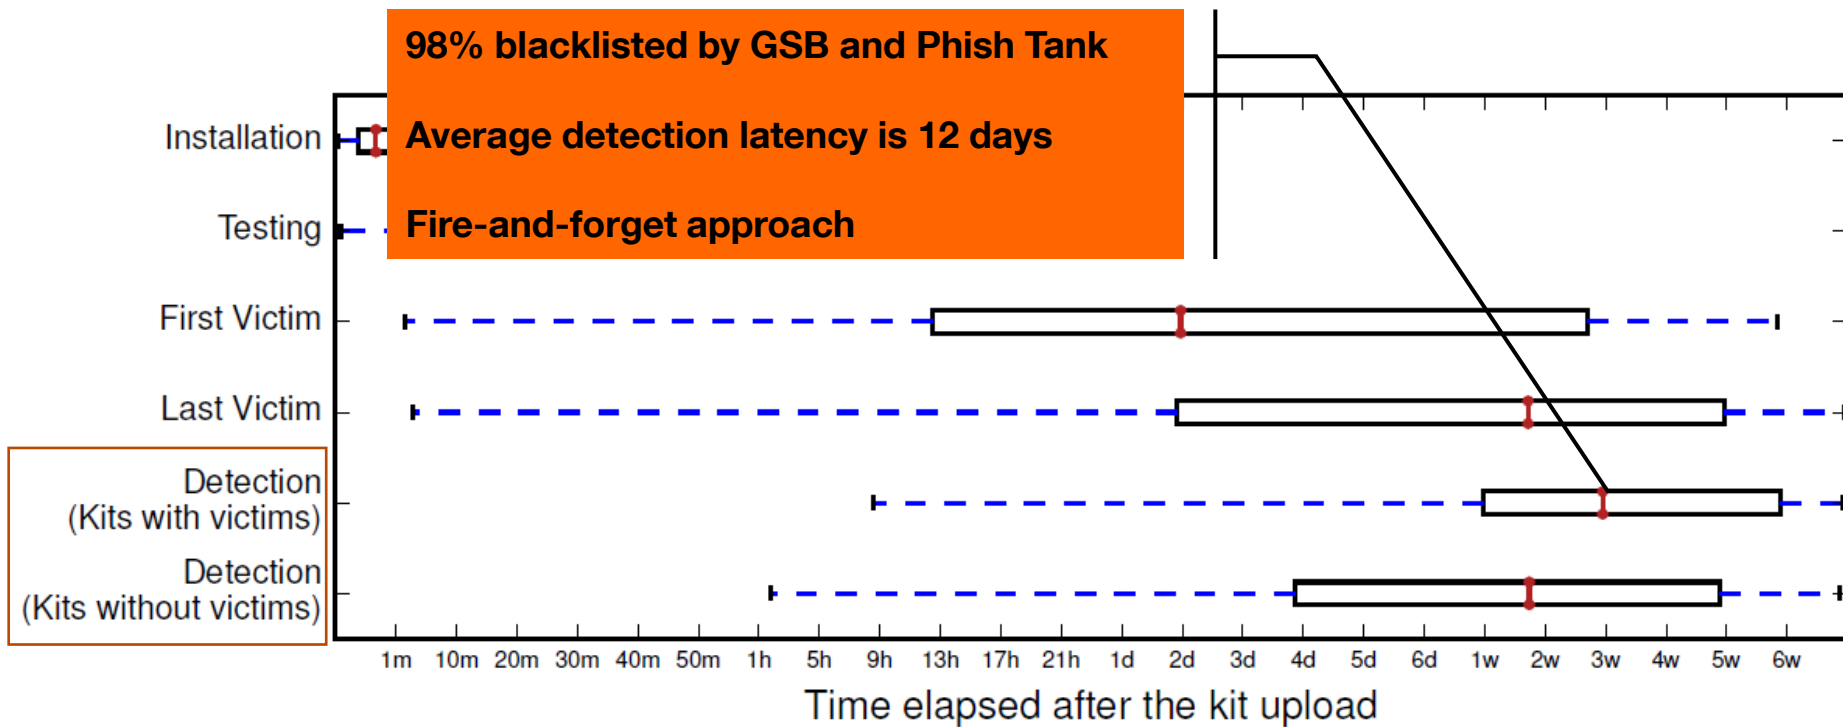 98% blacklisted by GSB and Phish Tank
Average detection latency is 12 days
Fire-and-forget approach
Installation
Testing
First Victim
Last Victim
Detection
(Kits with victims)
Detection
(Kits without victims)
1m 10m 20m 30m 40m 50m 1h 5h 9h 13h 17h 21h 1d 2d 3d 4d 5d 6d 1w 2w 3w 4w 5w 6w
Time elapsed after the kit upload